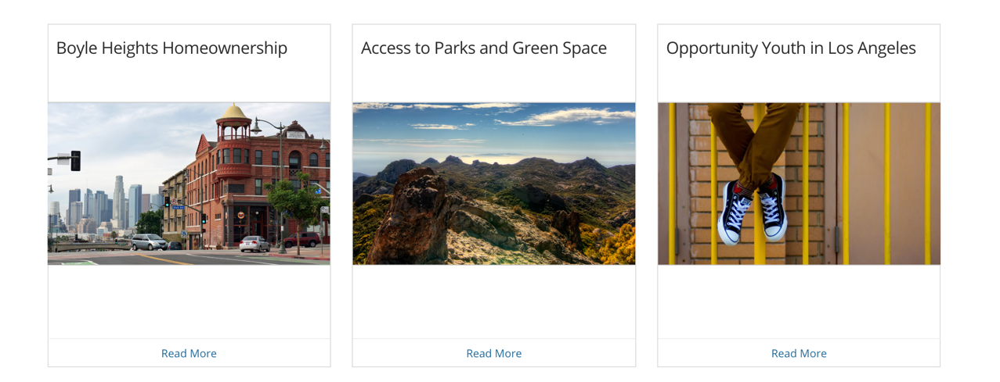 Boyle Heights Homeownership
Access to Parks and Green Space
Opportunity Youth in Los Angeles
Read More
Read More
Read More